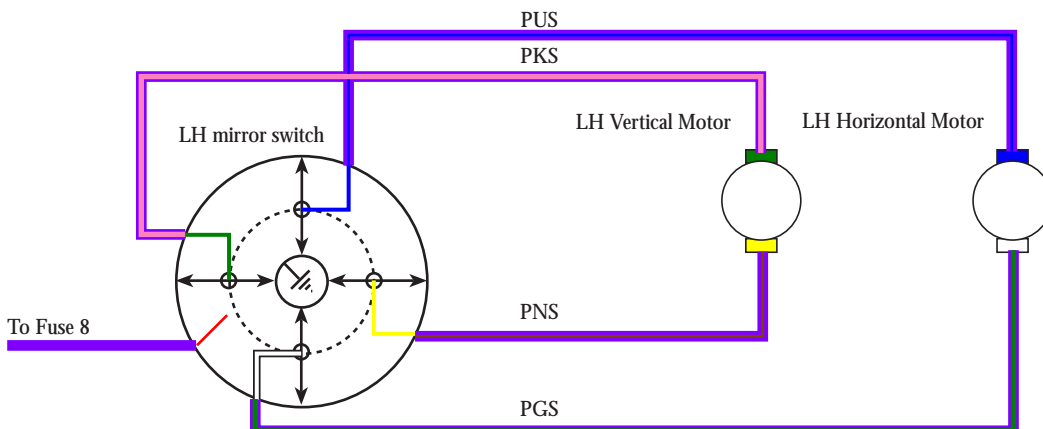 PUS
PKS
LH mirror switch
LH Vertical Motor
LH Horizontal Motor
To Fuse 8
PNS
PGS